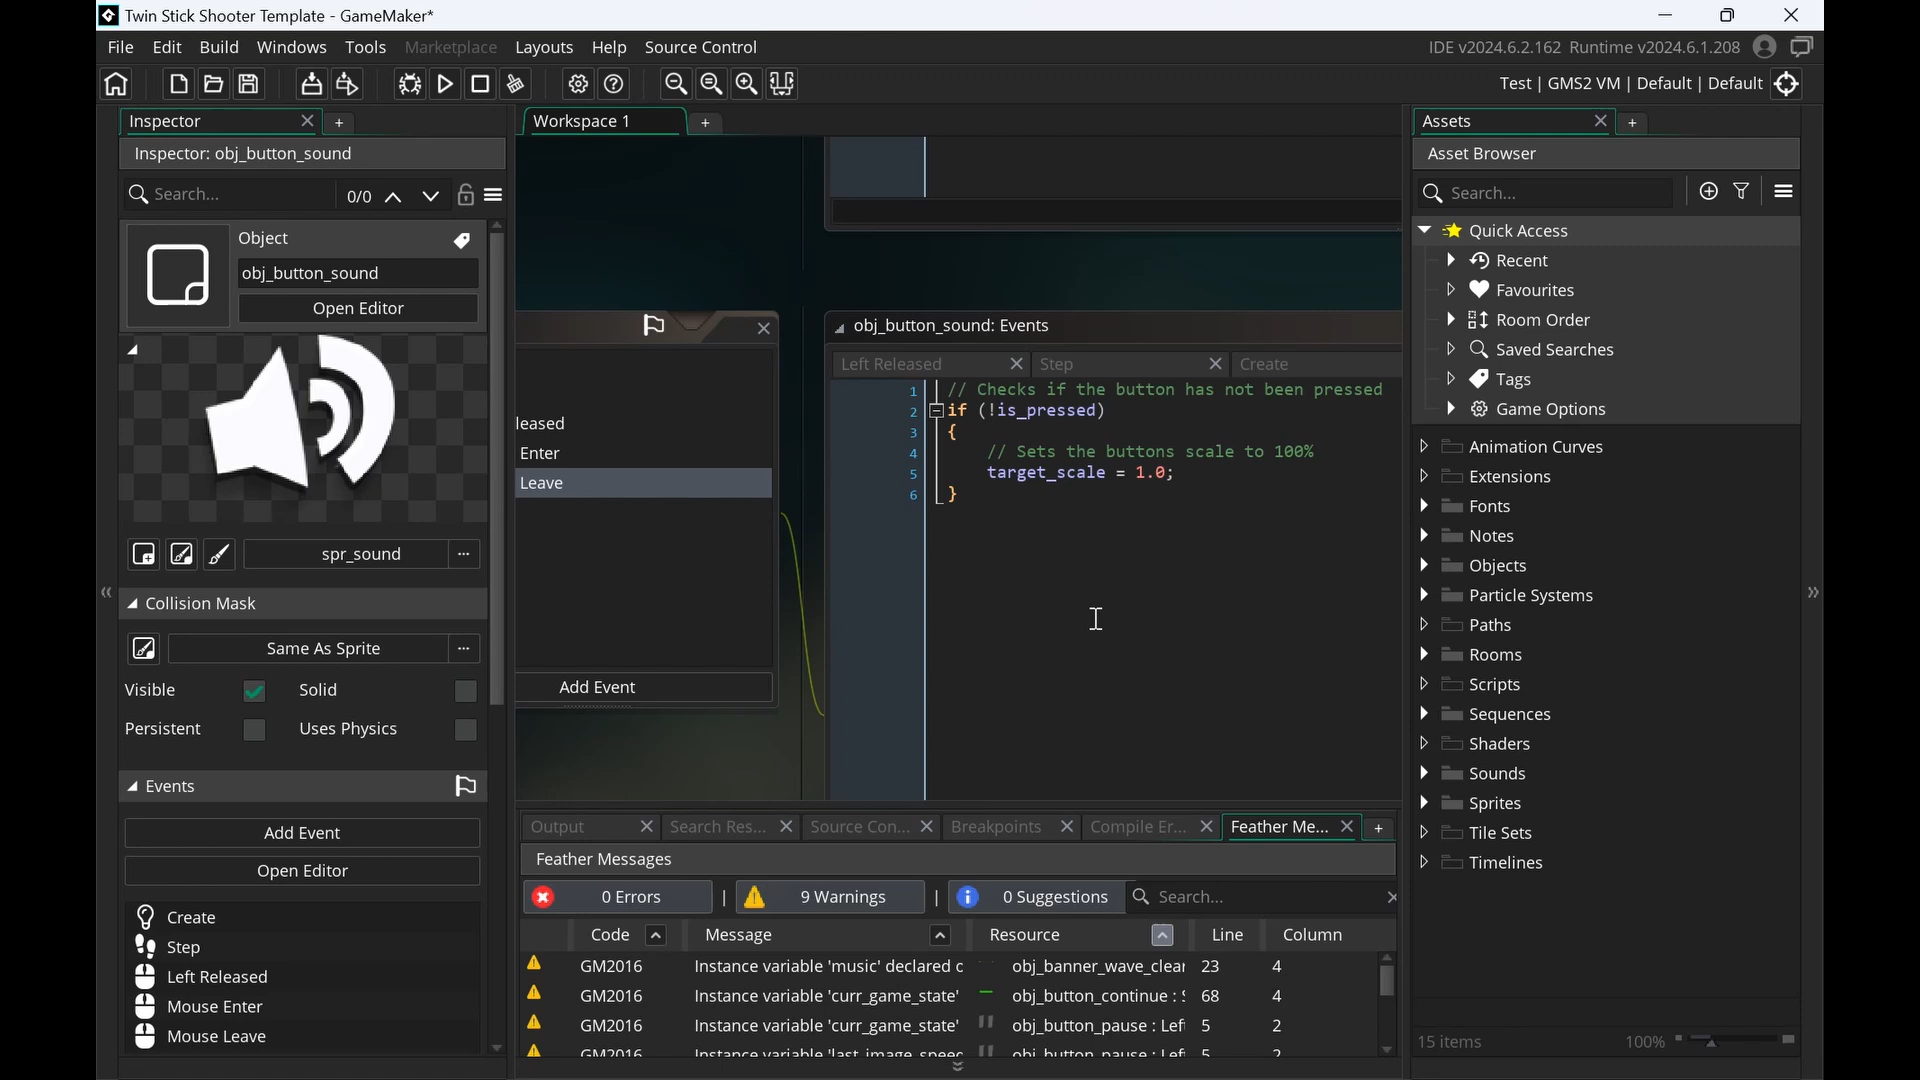 Twin Stick Shooter Template - GameMaker*
File Edit Build Windows Tools Marketplace Layouts Help Source Control
IDE v2024.6.2.162 Runtime v2024.6.1.208
Test | GMS2 VM | Default | Default
Inspector
Workspace 1
Assets
Inspector: obj_button_sound
Asset Browser
Search...
0/0
Search...
Object
obj_button_sound
Open Editor
spr_sound
Collision Mask
Same As Sprite
Visible
Solid
Persistent
Uses Physics
Events
Add Event
Open Editor
Create
Step
Left Released
Mouse Enter
Mouse Leave
leased
Enter
Leave
Add Event
obj_button_sound: Events
Left Released
Step
Create
1 // Checks if the button has not been pressed
2 if (!is_pressed)
3 {
4 // Sets the buttons scale to 100%
5 target_scale = 1.0;
6 }
Output
Search Res...
Source Con...
Breakpoints
Compile Er...
Feather Me...
Feather Messages
0 Errors | 9 Warnings | 0 Suggestions
Search...
Code Message Resource Line Column
GM2016 Instance variable 'music' declared obj_banner_wave_clear 23 4
GM2016 Instance variable 'curr_game_state' obj_button_continue : 68 4
GM2016 Instance variable 'curr_game_state' obj_button_pause : Lef 5 2
GM2016 Instance variable 'last_image_speed obj_button_pause : Lef 5 2
Quick Access
Recent
Favourites
Room Order
Saved Searches
Tags
Game Options
Animation Curves
Extensions
Fonts
Notes
Objects
Particle Systems
Paths
Rooms
Scripts
Sequences
Shaders
Sounds
Sprites
Tile Sets
Timelines
15 items
100%